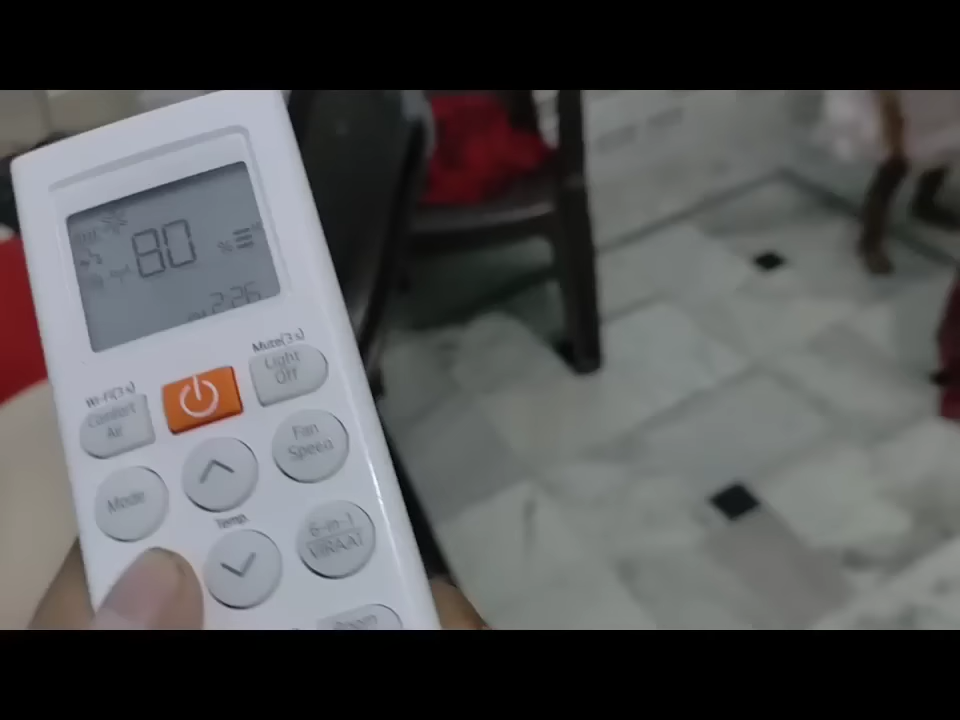 80 %
2:26
Mute(3s)
Light
Off
Wi-Fi(3s)
Comfort
Air
Fan
Speed
Mode
Temp.
6-in-1
VIRAAT
Room